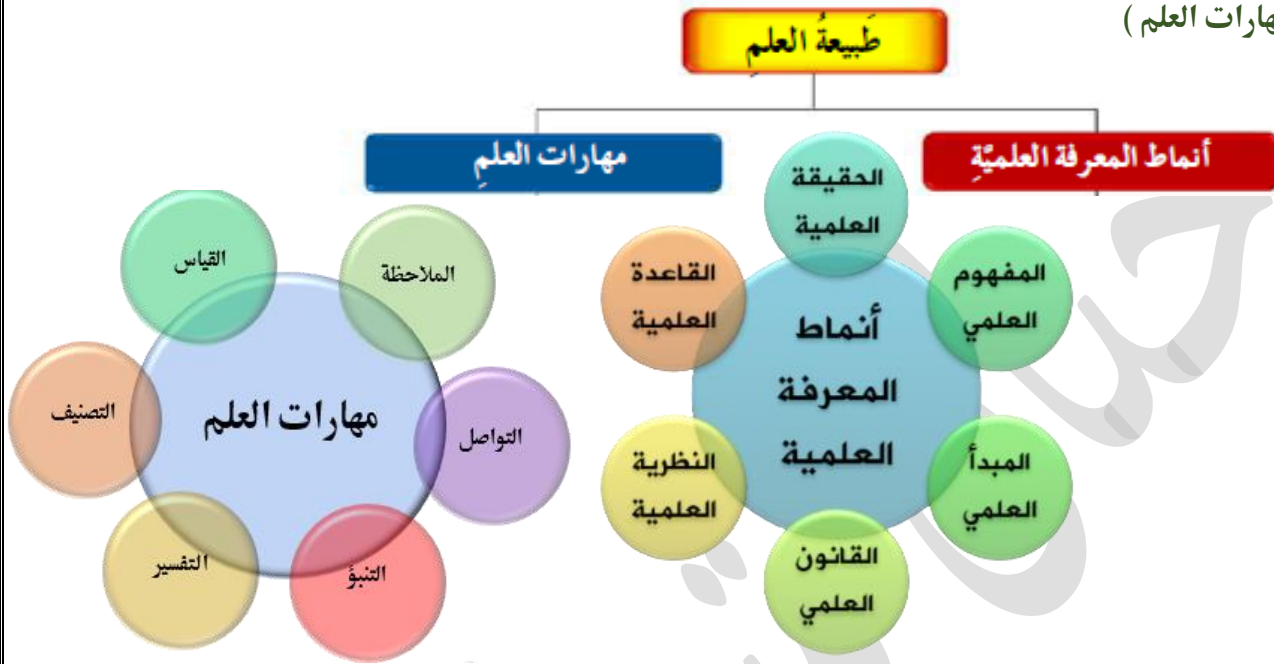 هارات العلم )
طَبيعةُ العلمِ
أنماط المعرفة العلميَّةِ
مهارات العلمِ
الحقيقة
العلمية
المفهوم
العلمي
المبدأ
العلمي
القانون
العلمي
النظرية
العلمية
القاعدة
العلمية
أنماط
المعرفة
العلمية
الملاحظة
التواصل
التنبؤ
التفسير
التصنيف
القياس
مهارات العلم